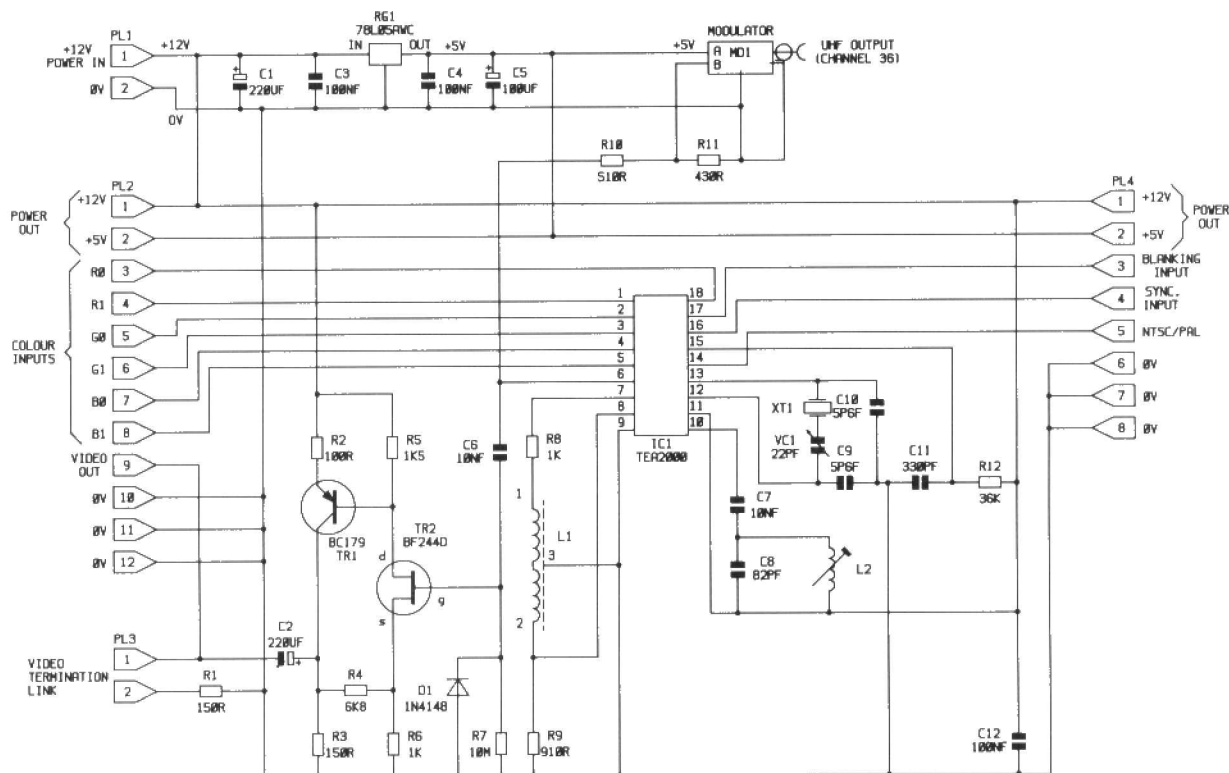 RG1
PL1
78L05AWC
MODULATOR
+12V
POWER IN
1
+12V
IN
OUT
+5V
+5V
A
B
MD1
UHF OUTPUT
(CHANNEL 36)
C1
220UF
+
C3
100NF
C4
100NF
+
C5
100UF
0V
2
0V
R10
510R
R11
430R
PL2
PL4
+12V
1
1
+12V
POWER
OUT
POWER
OUT
+5V
2
2
+5V
R0
3
3
BLANKING
INPUT
R1
4
4
SYNC.
INPUT
G0
5
5
NTSC/PAL
COLOUR
INPUTS
G1
6
6
0V
B0
7
7
0V
B1
8
8
0V
1
2
3
4
5
6
7
8
9
18
17
16
15
14
13
12
11
10
IC1
TEA2000
VIDEO
OUT
9
0V
10
0V
11
0V
12
R2
100R
R5
1K5
C6
10NF
R8
1K
XT1
C10
5P6F
VC1
22PF
C9
5P6F
C11
330PF
R12
36K
BC179
TR1
TR2
BF244D
d
g
s
1
3
2
L1
C7
10NF
C8
82PF
L2
PL3
C2
220UF
+
VIDEO
TERMINATION
LINK
1
2
R1
150R
R4
6K8
D1
1N4148
R3
150R
R6
1K
R7
10M
R9
910R
C12
100NF